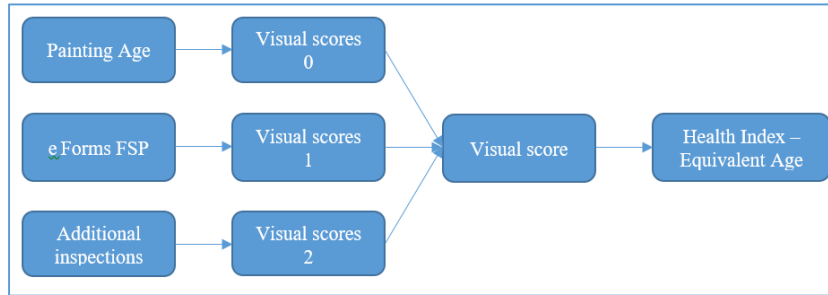 Painting Age
Visual scores
0
e Forms FSP
Visual scores
1
Visual score
Health Index –
Equivalent Age
Additional
inspections
Visual scores
2